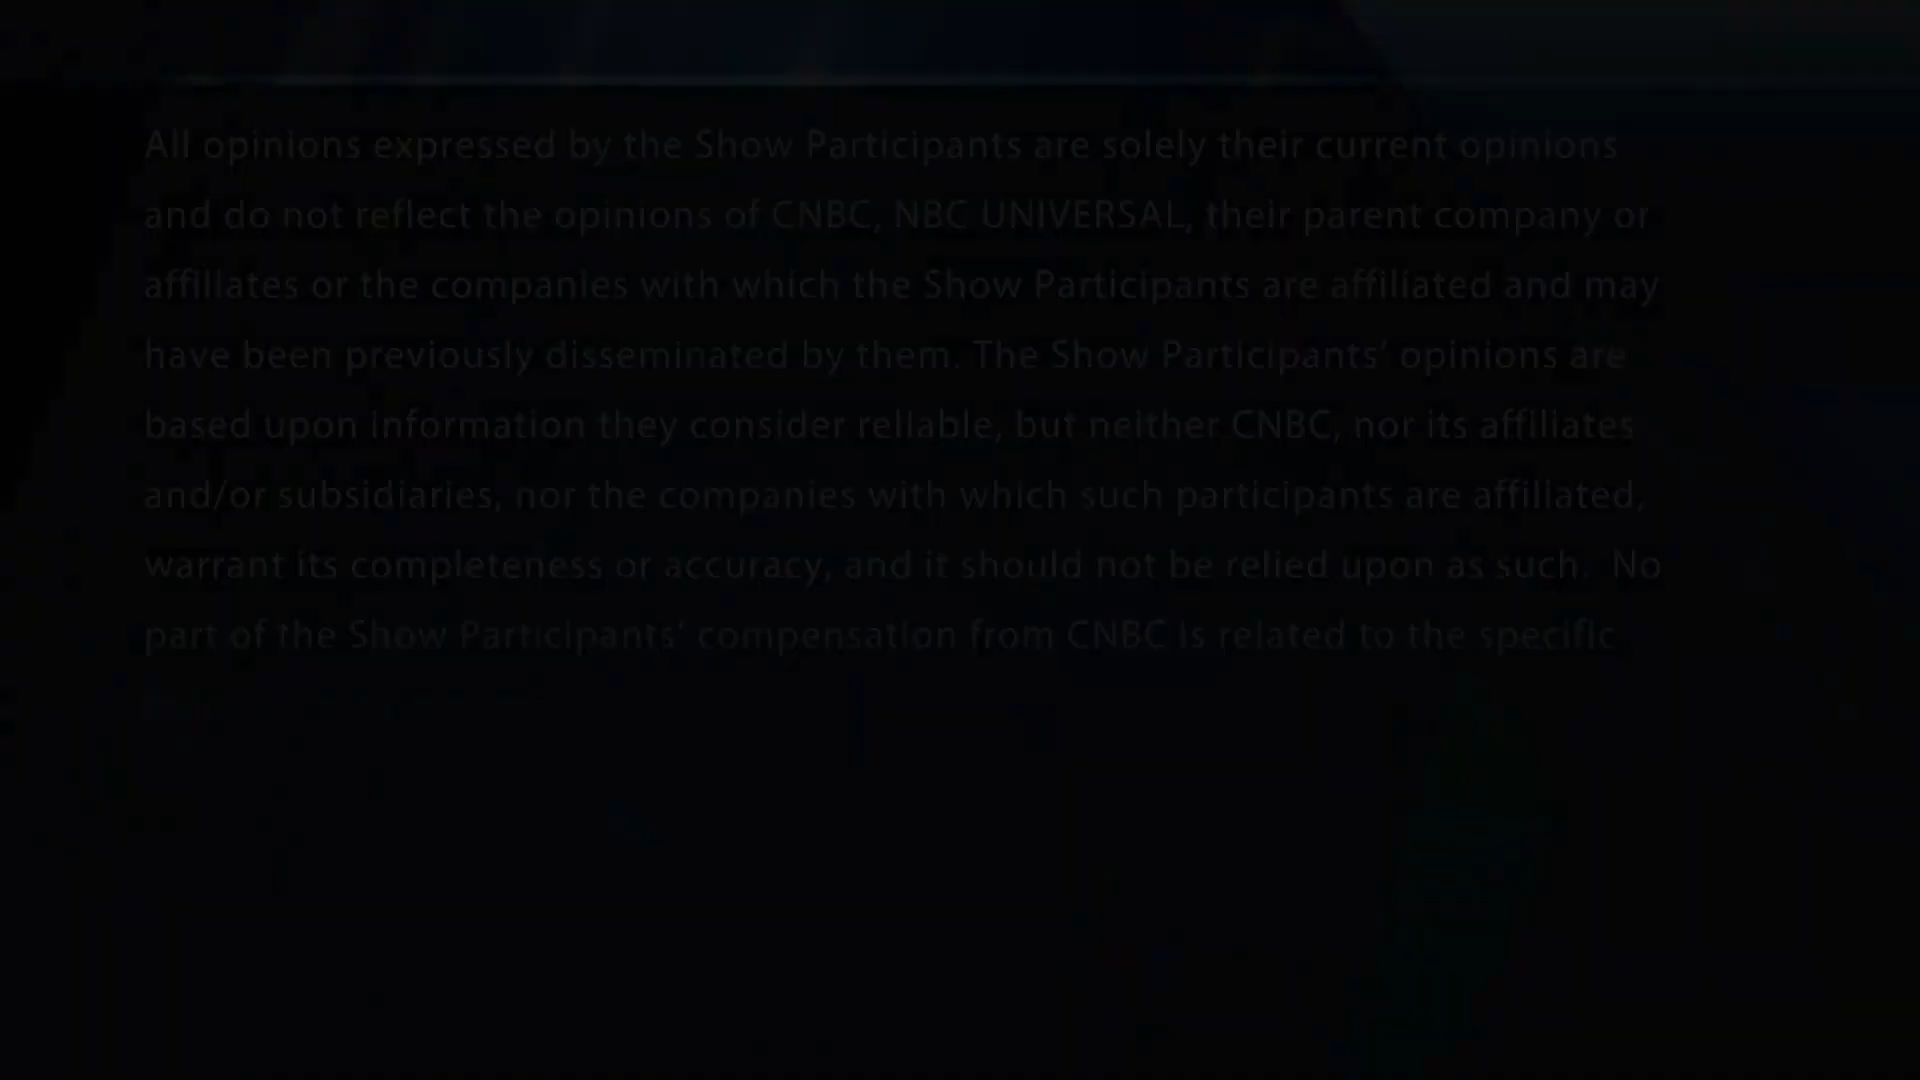 All opinions expressed by the Show Participants are solely their current opinions
and do not reflect the opinions of CNBC, NBC UNIVERSAL, their parent company or
affiliates or the companies with which the Show Participants are affiliated and may
have been previously disseminated by them. The Show Participants’ opinions are
based upon information they consider reliable, but neither CNBC, nor its affiliates
and/or subsidiaries, nor the companies with which such participants are affiliated,
warrant its completeness or accuracy, and it should not be relied upon as such.  No
part of the Show Participants’ compensation from CNBC is related to the specific